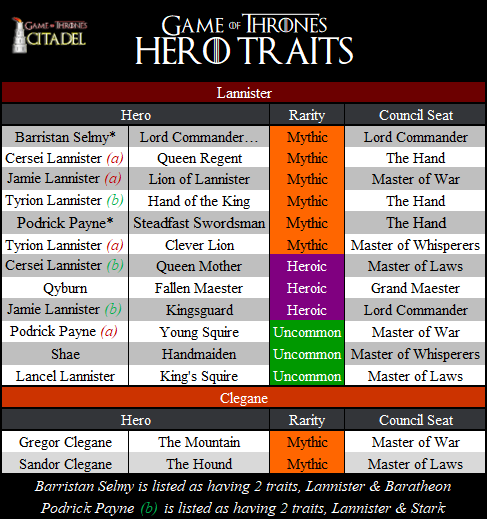 GAME OF THRONES
CITADEL
GAME OF THRONES
HERO TRAITS
Lannister
Hero Rarity Council Seat
Barristan Selmy* Lord Commander… Mythic Lord Commander
Cersei Lannister (a) Queen Regent Mythic The Hand
Jamie Lannister (a) Lion of Lannister Mythic Master of War
Tyrion Lannister (b) Hand of the King Mythic The Hand
Podrick Payne* Steadfast Swordsman Mythic The Hand
Tyrion Lannister (a) Clever Lion Mythic Master of Whisperers
Cersei Lannister (b) Queen Mother Heroic Master of Laws
Qyburn Fallen Maester Heroic Grand Maester
Jamie Lannister (b) Kingsguard Heroic Lord Commander
Podrick Payne (a) Young Squire Uncommon Master of War
Shae Handmaiden Uncommon Master of Whisperers
Lancel Lannister King's Squire Uncommon Master of Laws
Clegane
Hero Rarity Council Seat
Gregor Clegane The Mountain Mythic Master of War
Sandor Clegane The Hound Mythic Master of Laws
Barristan Selmy is listed as having 2 traits, Lannister & Baratheon
Podrick Payne (b) is listed as having 2 traits, Lannister & Stark